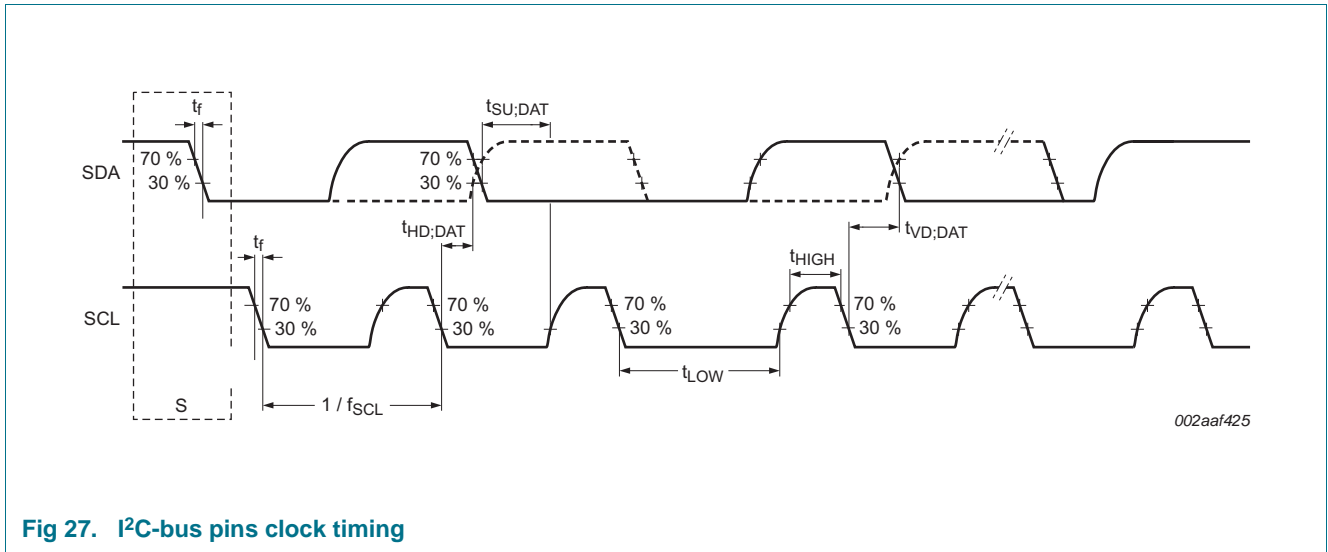 tf
tSU;DAT
70 %
30 %
SDA
70 %
30 %
tHD;DAT
tf
tVD;DAT
tHIGH
SCL
70 %
30 %
70 %
30 %
70 %
30 %
70 %
30 %
tLOW
S
1 / fSCL
002aaf425
Fig 27. I²C-bus pins clock timing